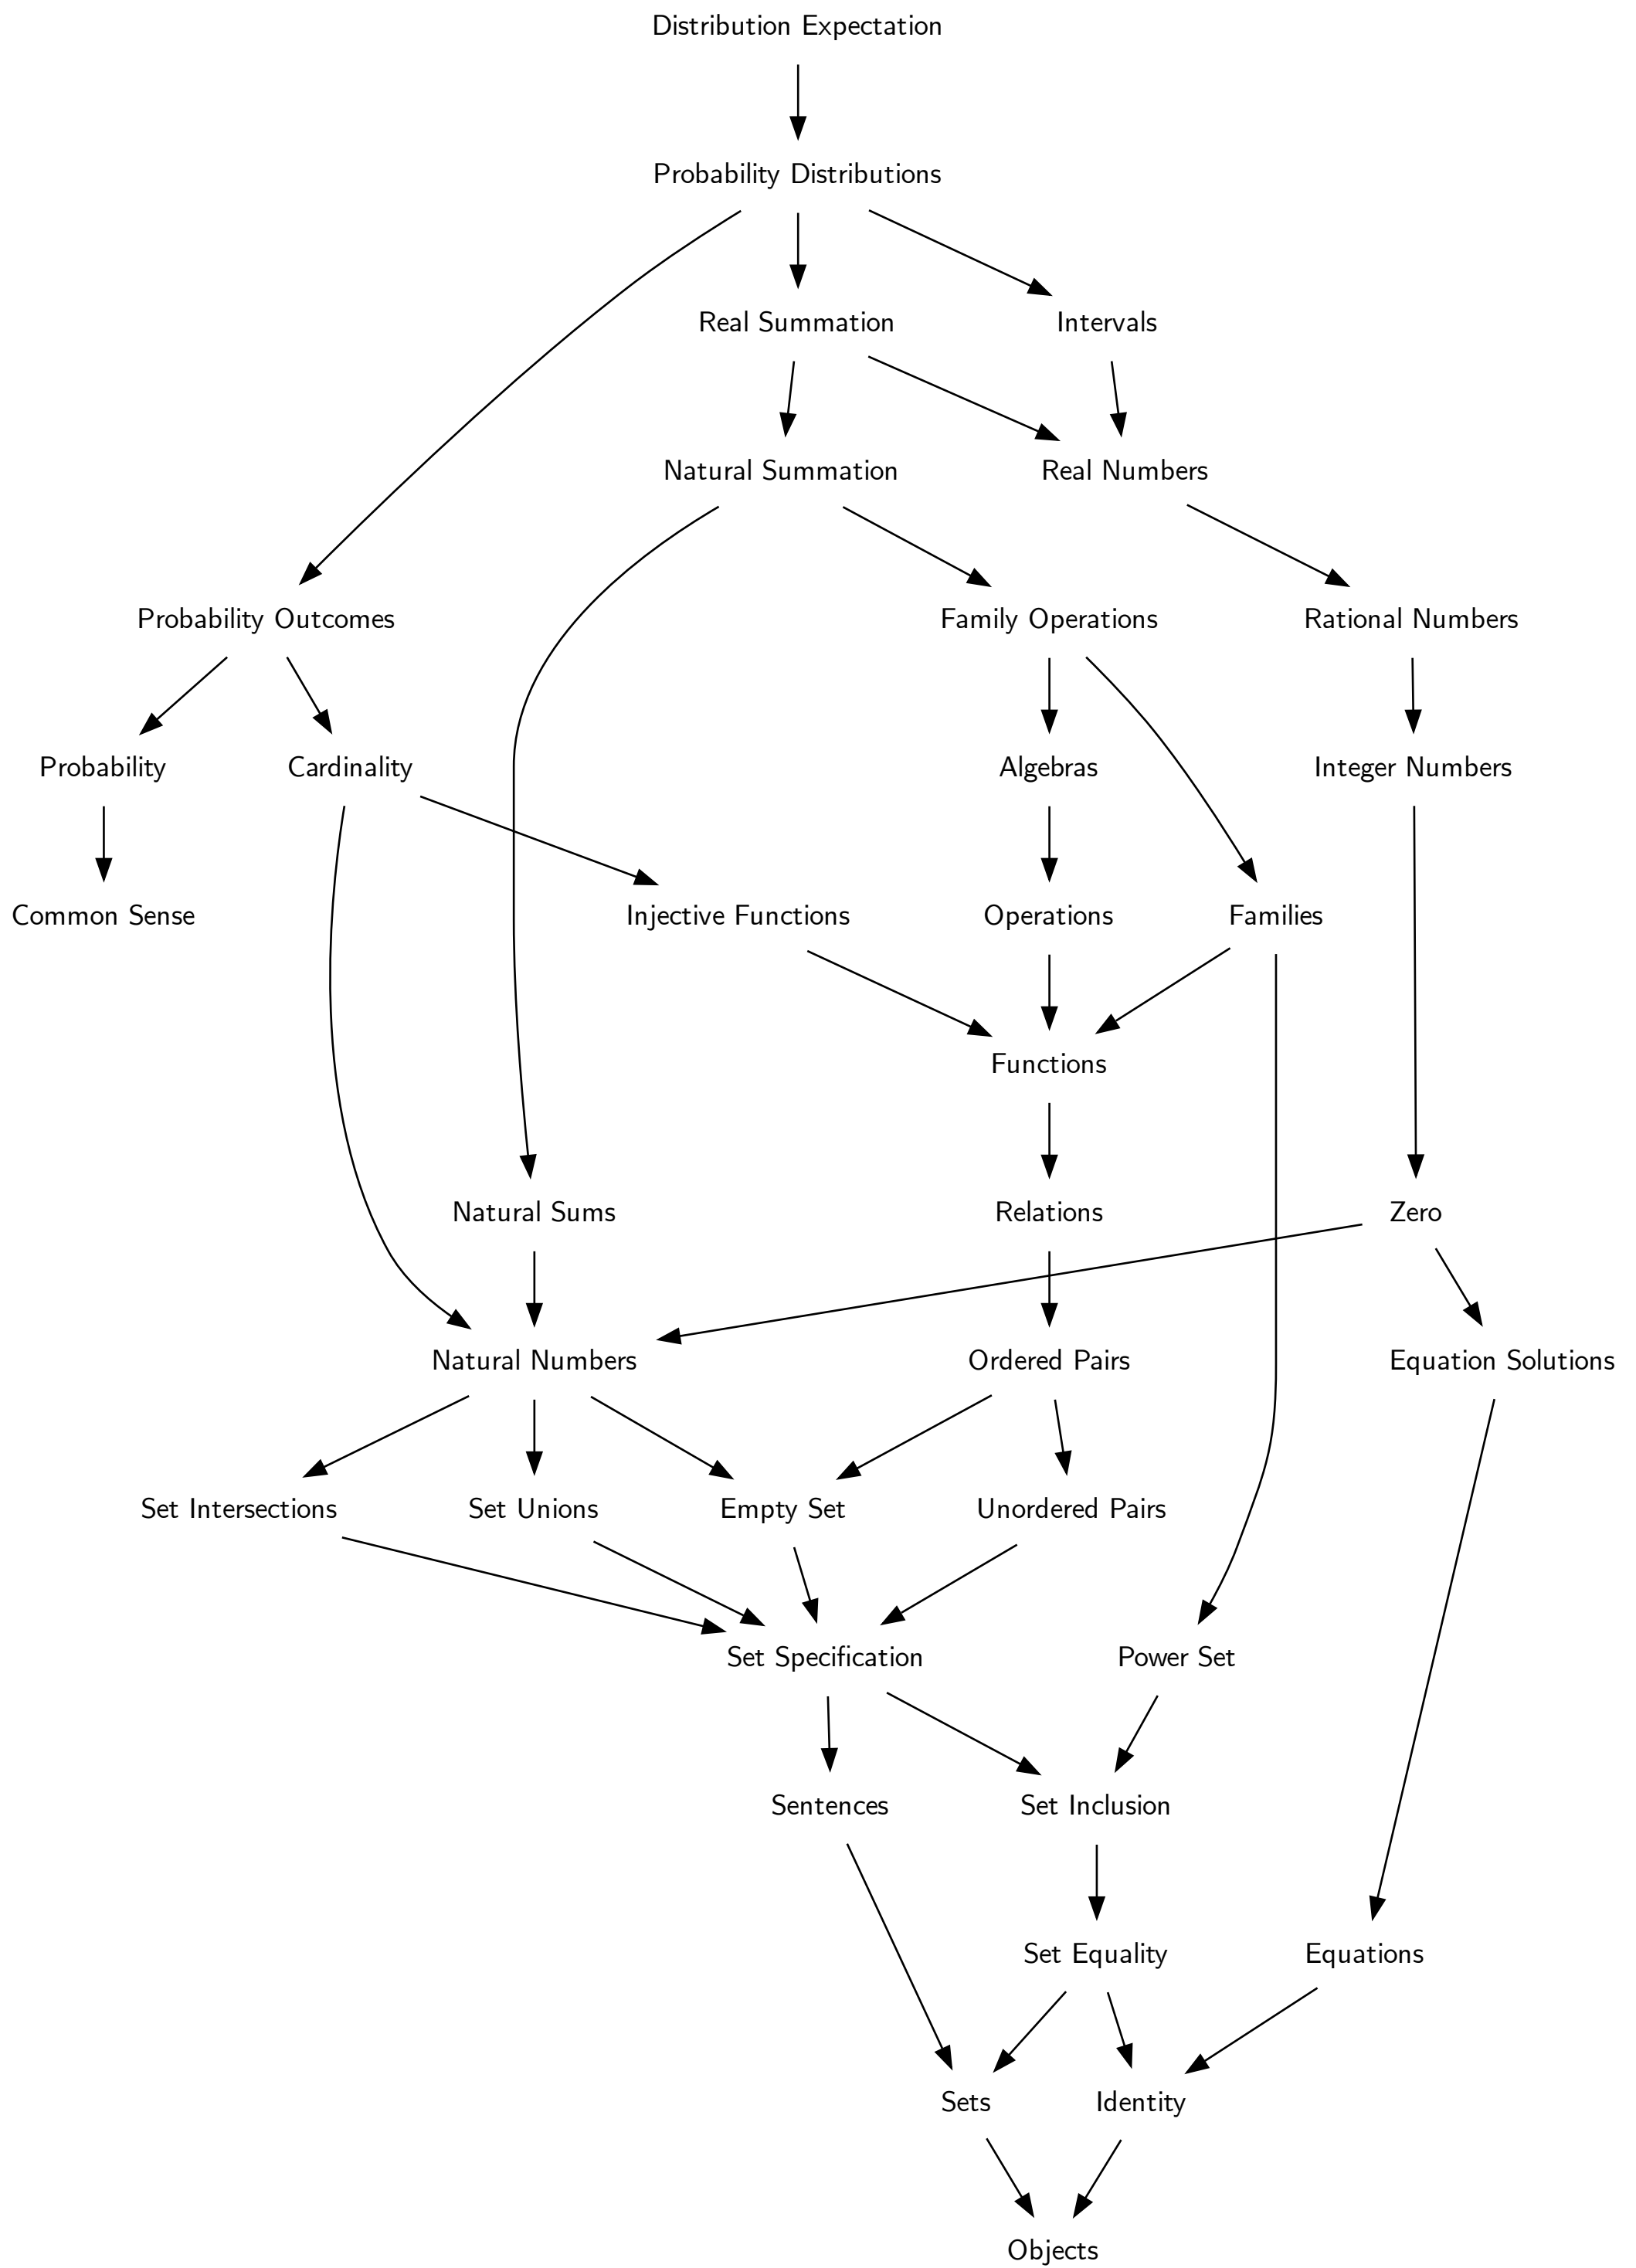 Distribution Expectation
Probability Distributions
Real Summation
Intervals
Natural Summation
Real Numbers
Probability Outcomes
Family Operations
Rational Numbers
Probability
Cardinality
Algebras
Integer Numbers
Common Sense
Injective Functions
Operations
Families
Functions
Natural Sums
Relations
Zero
Natural Numbers
Ordered Pairs
Equation Solutions
Set Intersections
Set Unions
Empty Set
Unordered Pairs
Set Specification
Power Set
Sentences
Set Inclusion
Set Equality
Equations
Sets
Identity
Objects